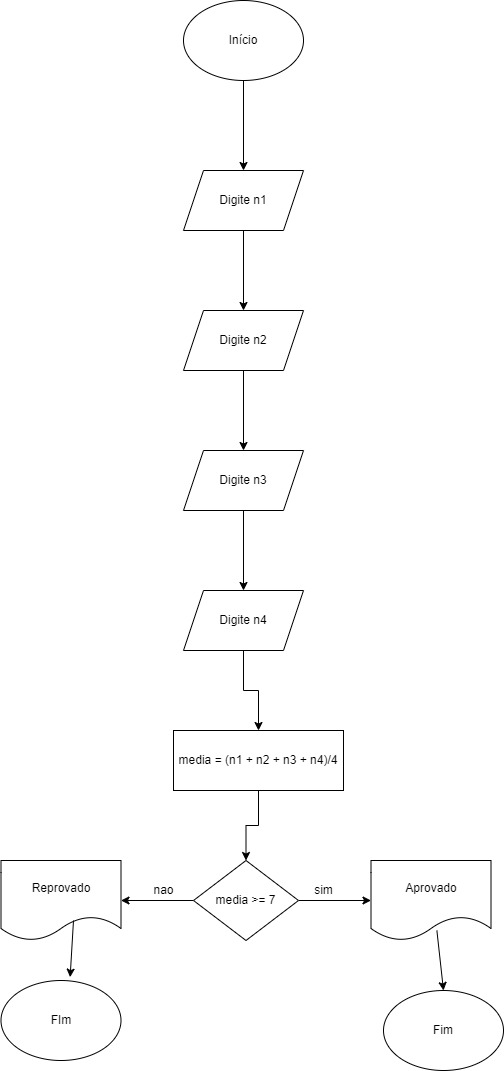 Início
Digite n1
Digite n2
Digite n3
Digite n4
media = (n1 + n2 + n3 + n4)/4
Reprovado
nao
media >= 7
sim
Aprovado
FIm
Fim